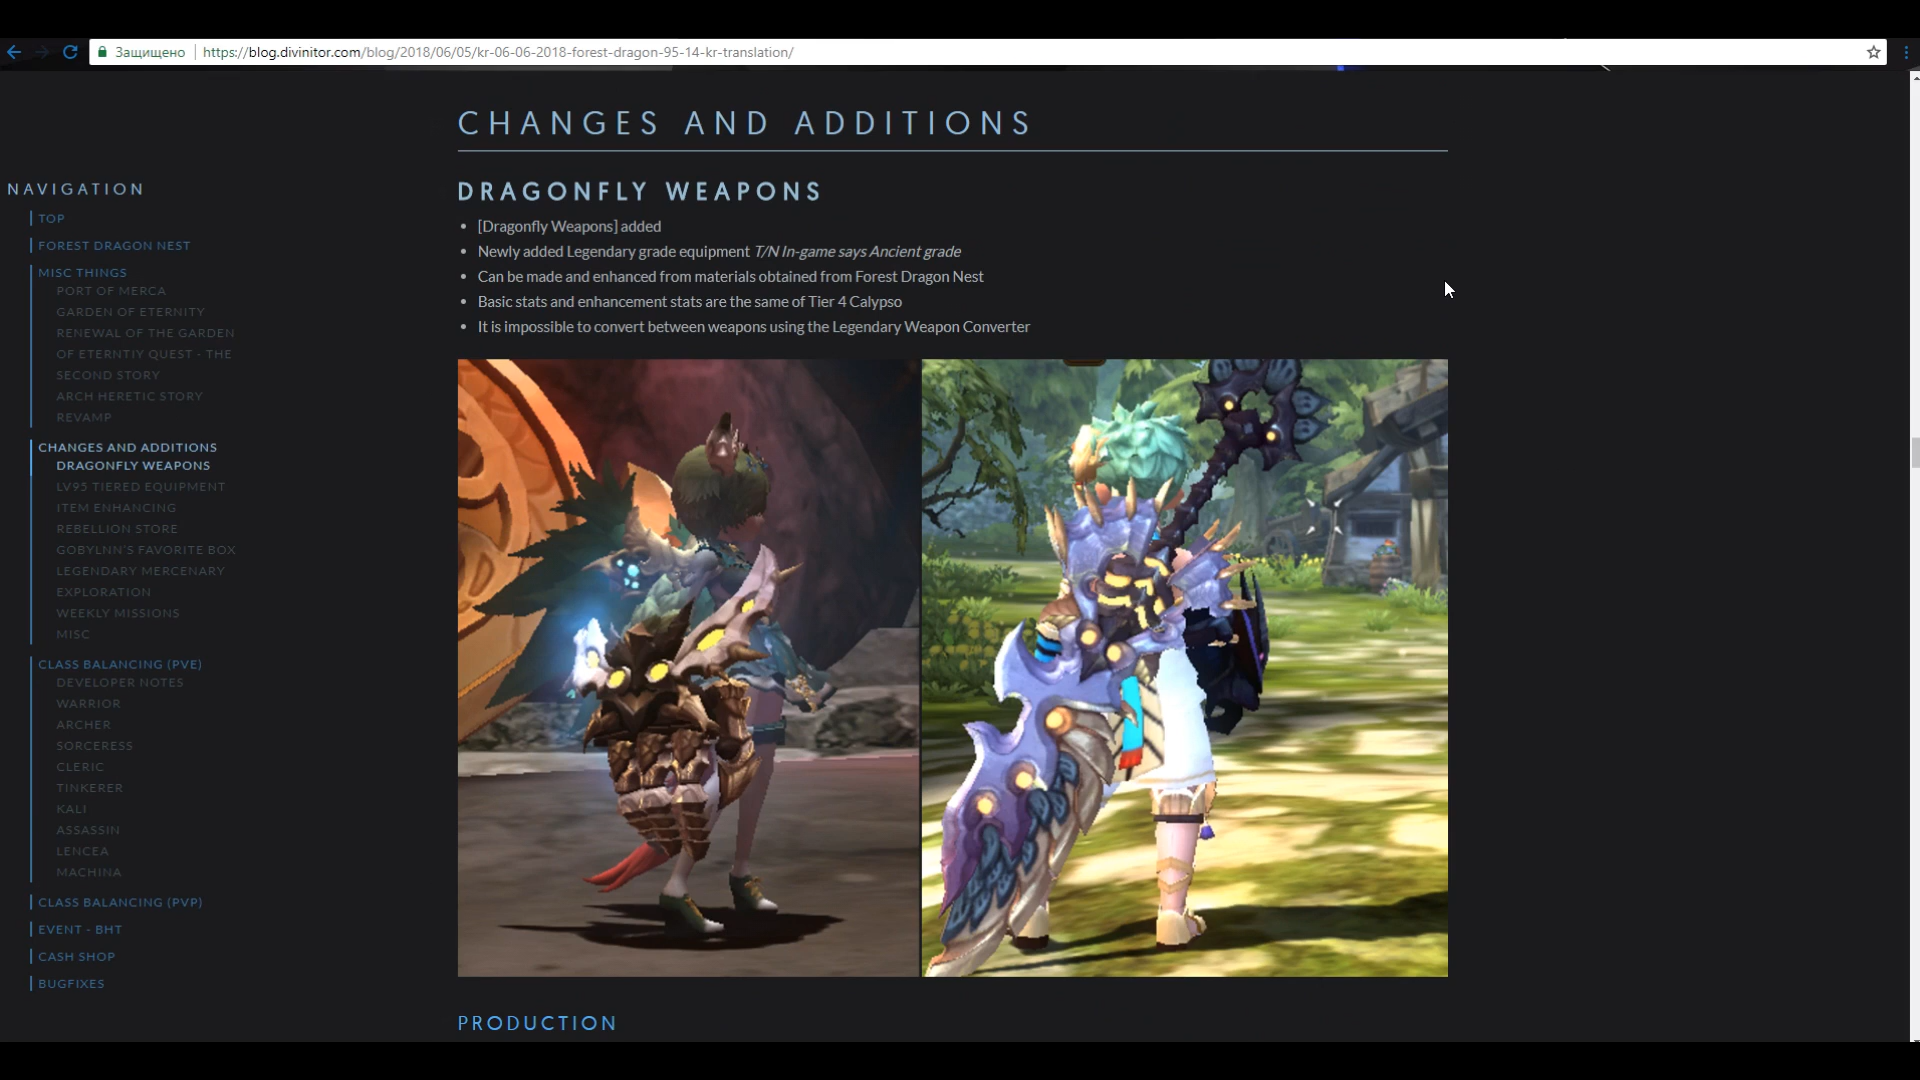 Защищено https://blog.divinitor.com/blog/2018/06/05/kr-06-06-2018-forest-dragon-95-14-kr-translation/
NAVIGATION
TOP
FOREST DRAGON NEST
MISC THINGS
PORT OF MERCA
GARDEN OF ETERNITY
RENEWAL OF THE GARDEN
OF ETERNTIY QUEST - THE
SECOND STORY
ARCH HERETIC STORY
REVAMP
CHANGES AND ADDITIONS
DRAGONFLY WEAPONS
LV95 TIERED EQUIPMENT
ITEM ENHANCING
REBELLION STORE
GOBYLNN'S FAVORITE BOX
LEGENDARY MERCENARY
EXPLORATION
WEEKLY MISSIONS
MISC
CLASS BALANCING (PVE)
DEVELOPER NOTES
WARRIOR
ARCHER
SORCERESS
CLERIC
TINKERER
KALI
ASSASSIN
LENCEA
MACHINA
CLASS BALANCING (PVP)
EVENT - BHT
CASH SHOP
BUGFIXES
CHANGES AND ADDITIONS
DRAGONFLY WEAPONS
[Dragonfly Weapons] added
Newly added Legendary grade equipment T/N In-game says Ancient grade
Can be made and enhanced from materials obtained from Forest Dragon Nest
Basic stats and enhancement stats are the same of Tier 4 Calypso
It is impossible to convert between weapons using the Legendary Weapon Converter
PRODUCTION